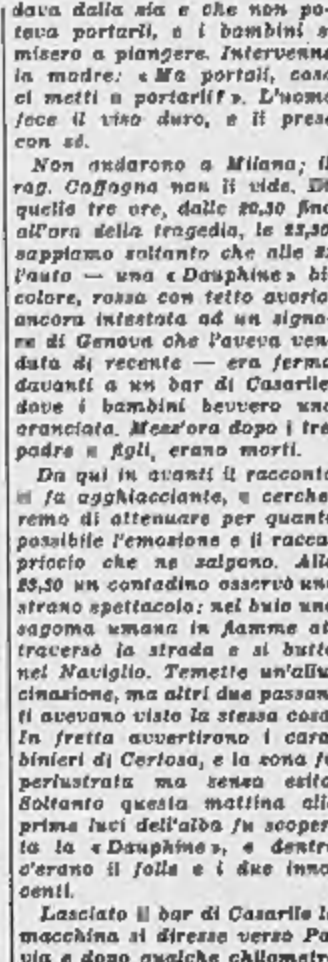 dava dalla zia e che non po-
teva portarli, e i bambini si
misero a piangere. Intervenne
la madre: « Ma portali, cosa
ci metti a portarli? ». L'uomo
fece il viso duro, e li prese
con sé.
Non andarono a Milano; il
rag. Coffagna non li vide. Di
quelle tre ore, dalle 20,30 fino
all'ora della tragedia, le 23,30
sappiamo soltanto che alle
l'auto — una « Dauphine » bi
colore, rossa con tetto avorio,
ancora intestata ad un signo-
re di Genova che l'aveva ven
duta di recente — era ferma
davanti a un bar di Casarile,
dove i bambini bevvero una
aranciata. Mezz'ora dopo i tre
padre e figli, erano morti.
Da qui in avanti il racconto
si fa agghiacciante, e cerche
remo di attenuare per quanto
possibile l'emozione e il racca
priccio che ne salgono. Alle
23,30 un contadino osservò uno
strano spettacolo: nel buio una
sagoma umana in fiamme at
traversò la strada e si buttò
nel Naviglio. Temette un'allu
cinazione, ma altri due passan
ti avevano visto la stessa cosa.
In fretta avvertirono i cara
binieri di Certosa, e la zona fu
perlustrata ma senza esito.
Soltanto questa mattina alle
prime luci dell'alba fu scoper
ta la « Dauphine », e dentro
c'erano il folle e i due inno
centi.
Lasciato il bar di Casarile la
macchina si diresse verso Pa
via e dopo qualche chilometro